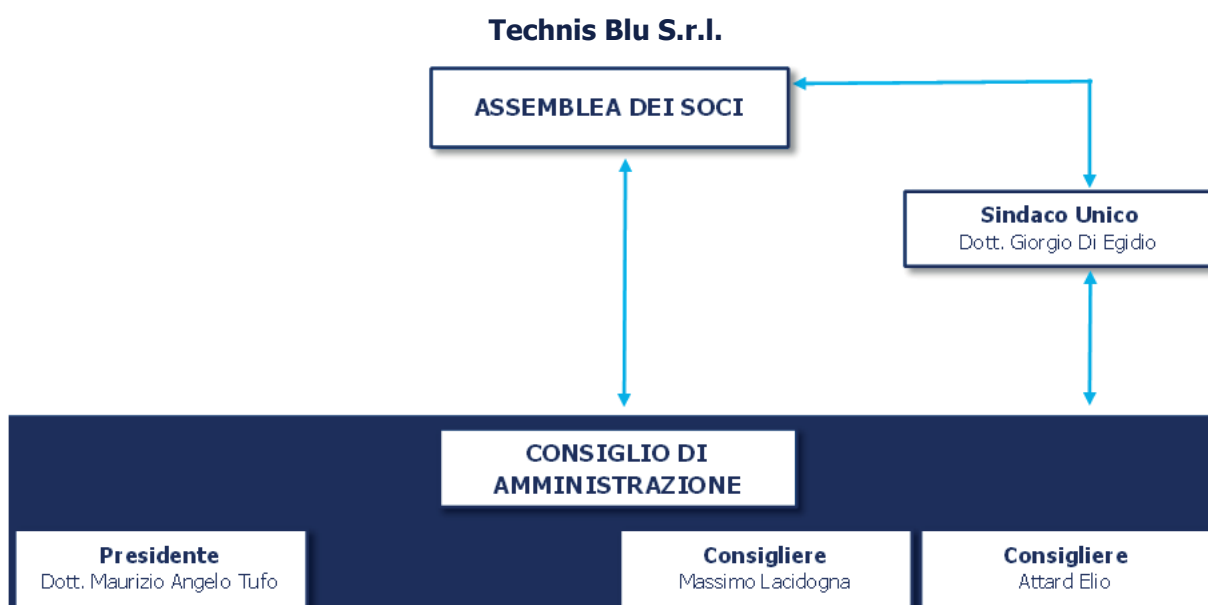 Technis Blu S.r.l.
ASSEMBLEA DEI SOCI
Sindaco Unico
Dott. Giorgio Di Egidio
CONSIGLIO DI
AMMINISTRAZIONE
Presidente
Dott. Maurizio Angelo Tufo
Consigliere
Massimo Lacidogna
Consigliere
Attard Elio